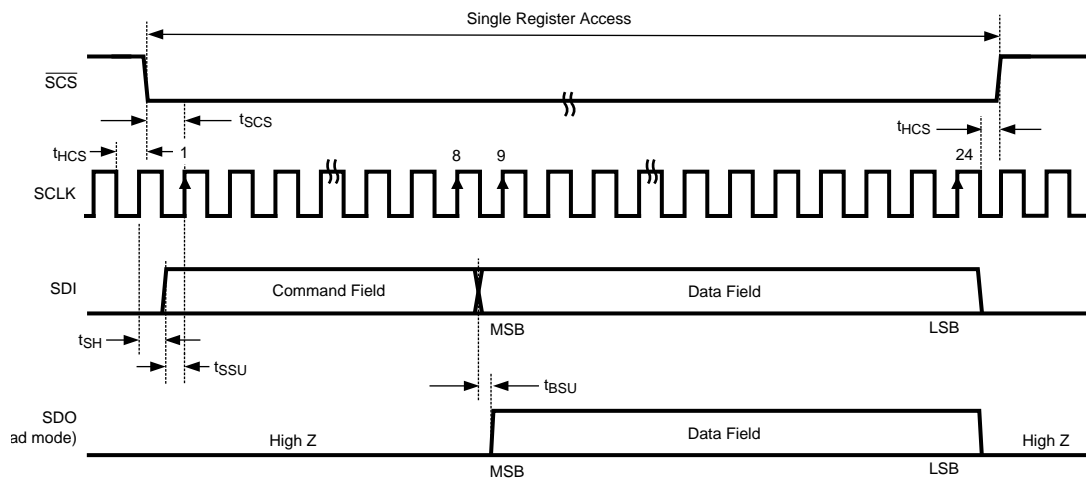 Single Register Access
SCS
tSCS
tHCS
tHCS
1
8
9
24
SCLK
SDI
Command Field
Data Field
MSB
LSB
tSH
tSSU
tBSU
SDO
ad mode)
High Z
Data Field
High Z
MSB
LSB